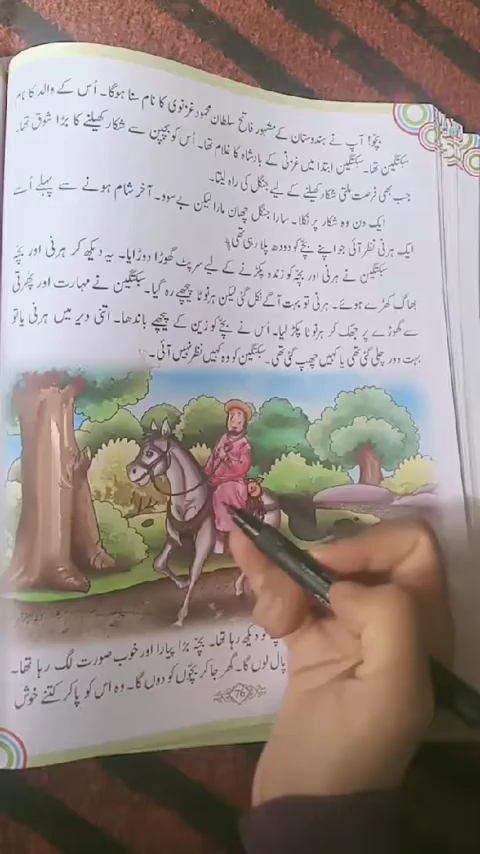 بچّو! آپ نے ہندوستان کے مشہور فاتح سلطان محمود غزنوی کا نام سنا ہوگا۔ اُس کے والد کا نام
سبکتگین تھا۔ سبکتگین ابتدا میں غزنی کے بادشاہ کا غلام تھا۔ اُس کو بچپن سے شکار کھیلنے کا بڑا شوق تھا۔
جب بھی فرصت ملتی شکار کھیلنے کے لیے جنگل کی راہ لیتا۔
ایک دن وہ شکار پر نکلا۔ سارا جنگل چھان مارا لیکن بے سود۔ آخر شام ہونے سے پہلے اُسے
ایک ہرنی نظر آئی جو اپنے بچّے کو دودھ پلا رہی تھی۔
سبکتگین نے ہرنی اور بچّہ کو زندہ پکڑنے کے لیے سرپٹ گھوڑا دوڑایا۔ یہ دیکھ کر ہرنی اور بچّہ
بھاگ کھڑے ہوئے۔ ہرنی تو بہت آگے نکل گئی لیکن ہرنوٹا پیچھے رہ گیا۔ سبکتگین نے مہارت اور پھرتی
سے گھوڑے پر جھک کر ہرنوٹا پکڑ لیا۔ اُس نے بچّے کو زین کے پیچھے باندھا۔ اتنی دیر میں ہرنی یا تو
بہت دور چلی گئی تھی یا کہیں چھپ گئی تھی۔ سبکتگین کو وہ کہیں نظر نہیں آئی۔
کو دیکھ رہا تھا۔ بچّہ بڑا پیارا اور خوب صورت لگ رہا تھا۔
پال لوں گا۔ گھر جا کر بچّوں کو دوں گا۔ وہ اس کو پا کر کتنے خوش
76